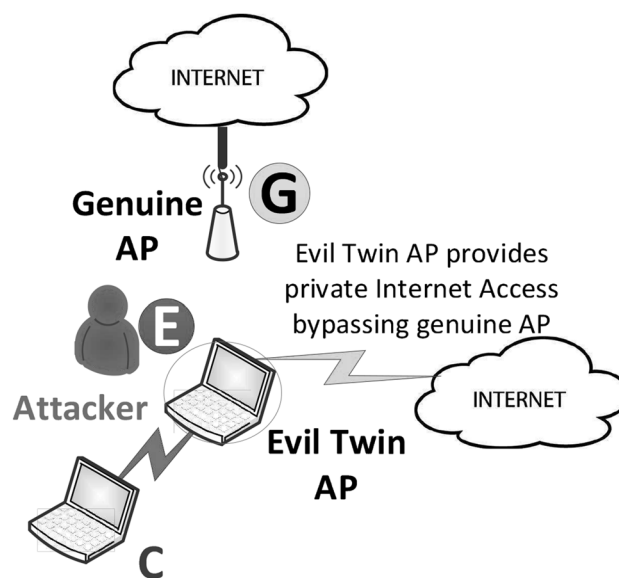 INTERNET
Genuine
AP
G
Evil Twin AP provides
private Internet Access
bypassing genuine AP
E
Attacker
INTERNET
Evil Twin
AP
C